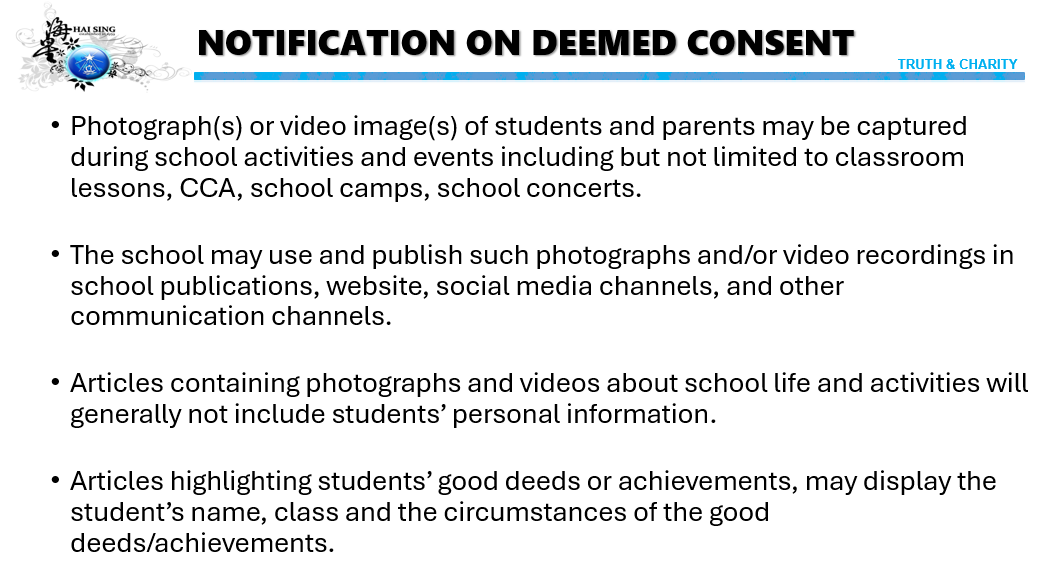 海星
HAI SING
NOTIFICATION ON DEEMED CONSENT
TRUTH & CHARITY
• Photograph(s) or video image(s) of students and parents may be captured
during school activities and events including but not limited to classroom
lessons, CCA, school camps, school concerts.
• The school may use and publish such photographs and/or video recordings in
school publications, website, social media channels, and other
communication channels.
• Articles containing photographs and videos about school life and activities will
generally not include students’ personal information.
• Articles highlighting students’ good deeds or achievements, may display the
student’s name, class and the circumstances of the good
deeds/achievements.